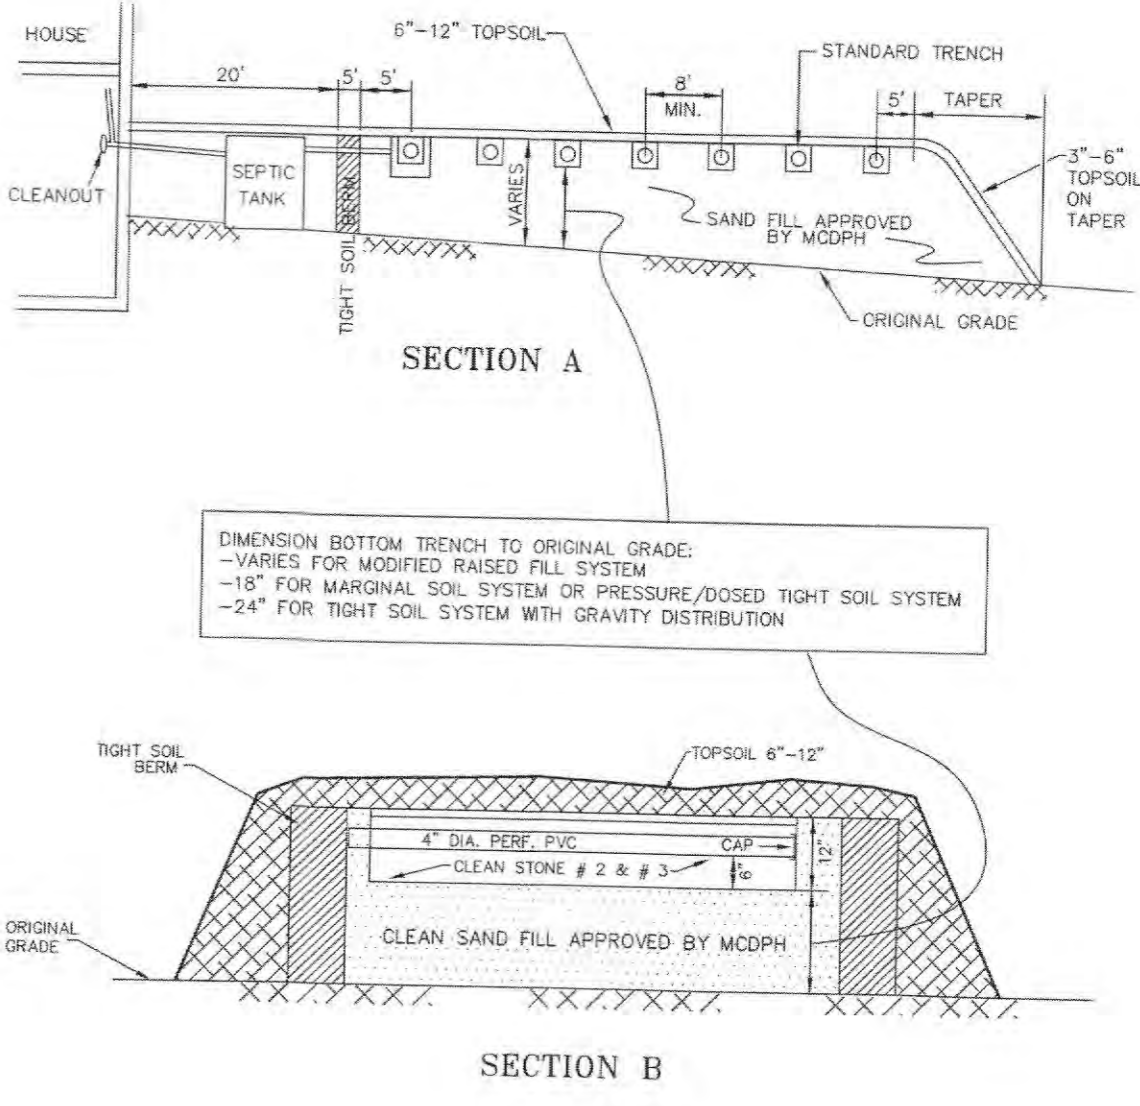 HOUSE
6"-12" TOPSOIL
STANDARD TRENCH
20'
5'
5'
8'
MIN.
5'
TAPER
CLEANOUT
SEPTIC
TANK
TIGHT SOIL BERM
VARIES
SAND FILL APPROVED
BY MCDPH
3"-6"
TOPSOIL
ON
TAPER
ORIGINAL GRADE
SECTION A
DIMENSION BOTTOM TRENCH TO ORIGINAL GRADE:
-VARIES FOR MODIFIED RAISED FILL SYSTEM
-18" FOR MARGINAL SOIL SYSTEM OR PRESSURE/DOSED TIGHT SOIL SYSTEM
-24" FOR TIGHT SOIL SYSTEM WITH GRAVITY DISTRIBUTION
TIGHT SOIL
BERM
TOPSOIL 6"-12"
4" DIA. PERF. PVC
CAP
CLEAN STONE # 2 & # 3
6"
12"
CLEAN SAND FILL APPROVED BY MCDPH
ORIGINAL
GRADE
SECTION B